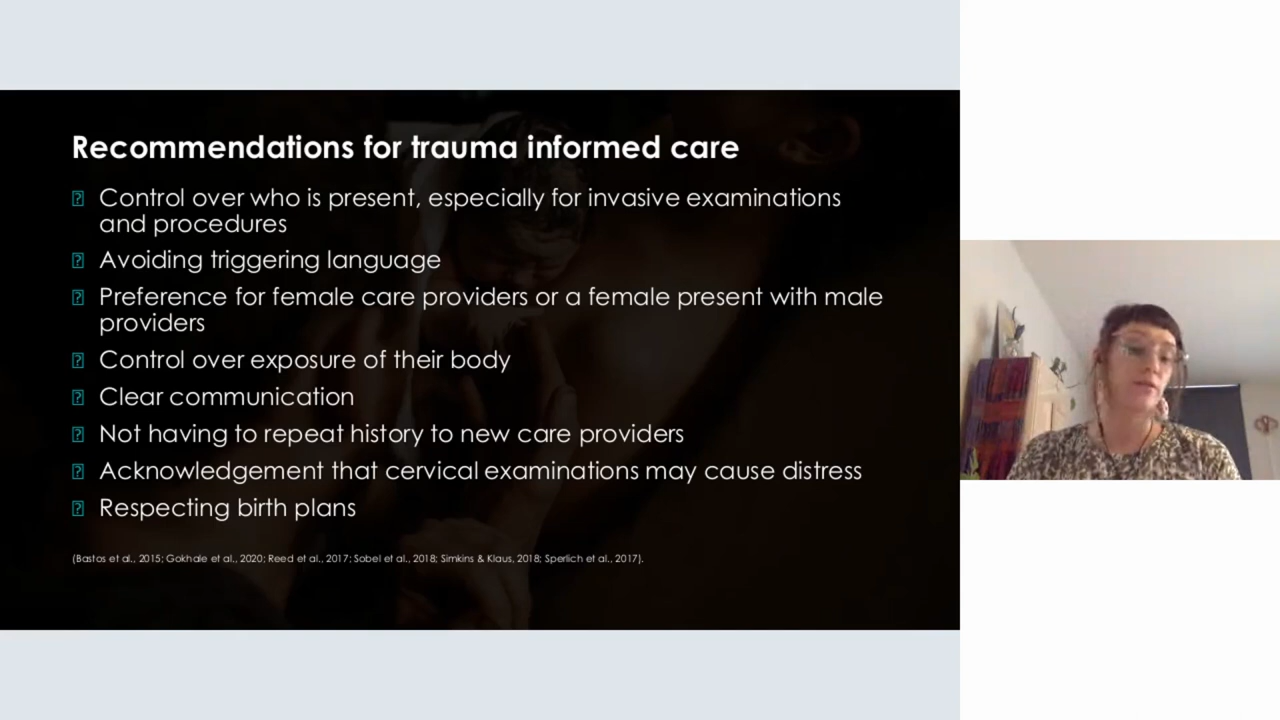 Recommendations for trauma informed care
Control over who is present, especially for invasive examinations
and procedures
Avoiding triggering language
Preference for female care providers or a female present with male
providers
Control over exposure of their body
Clear communication
Not having to repeat history to new care providers
Acknowledgement that cervical examinations may cause distress
Respecting birth plans
(Bastos et al., 2015; Gokhale et al., 2020; Reed et al., 2017; Sobel et al., 2018; Simkins & Klaus, 2018; Sperlich et al., 2017).